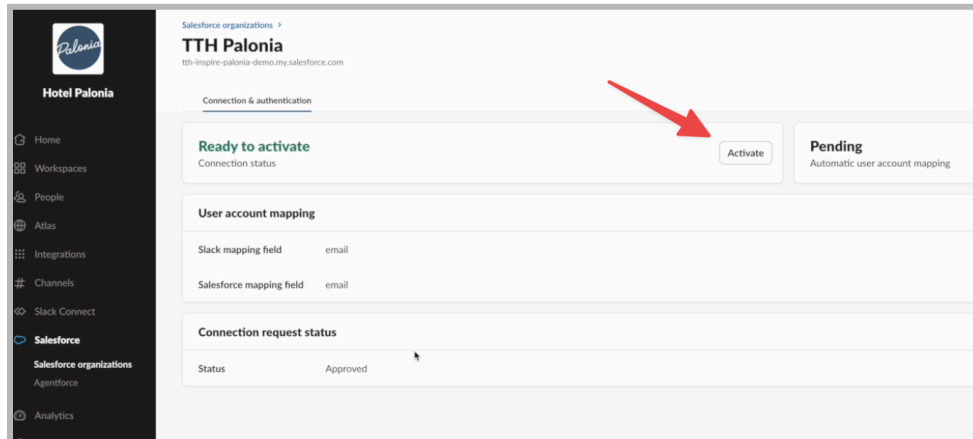 Palonia
Hotel Palonia
Home
Workspaces
People
Atlas
Integrations
Channels
Slack Connect
Salesforce
Salesforce organizations
Agentforce
Analytics
Salesforce organizations >
TTH Palonia
tth-inspire-palonia-demo.my.salesforce.com
Connection & authentication
Ready to activate
Connection status
Activate
Pending
Automatic user account mapping
User account mapping
Slack mapping field email
Salesforce mapping field email
Connection request status
Status Approved